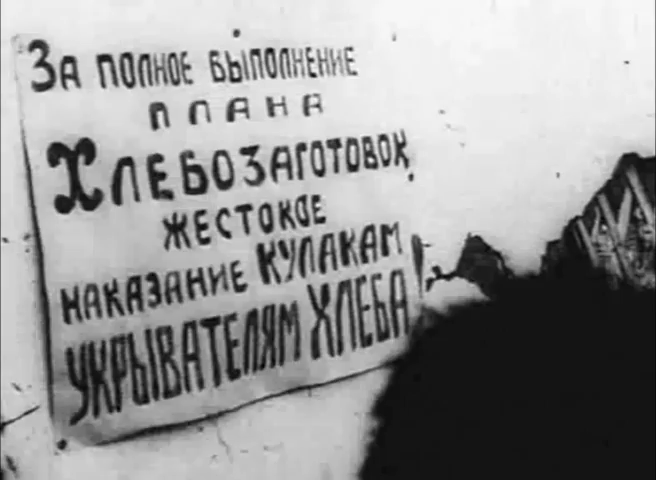 За полное выполнение
плана
хлебозаготовок,
жестокое
наказание кулакам
укрывателям хлеба!